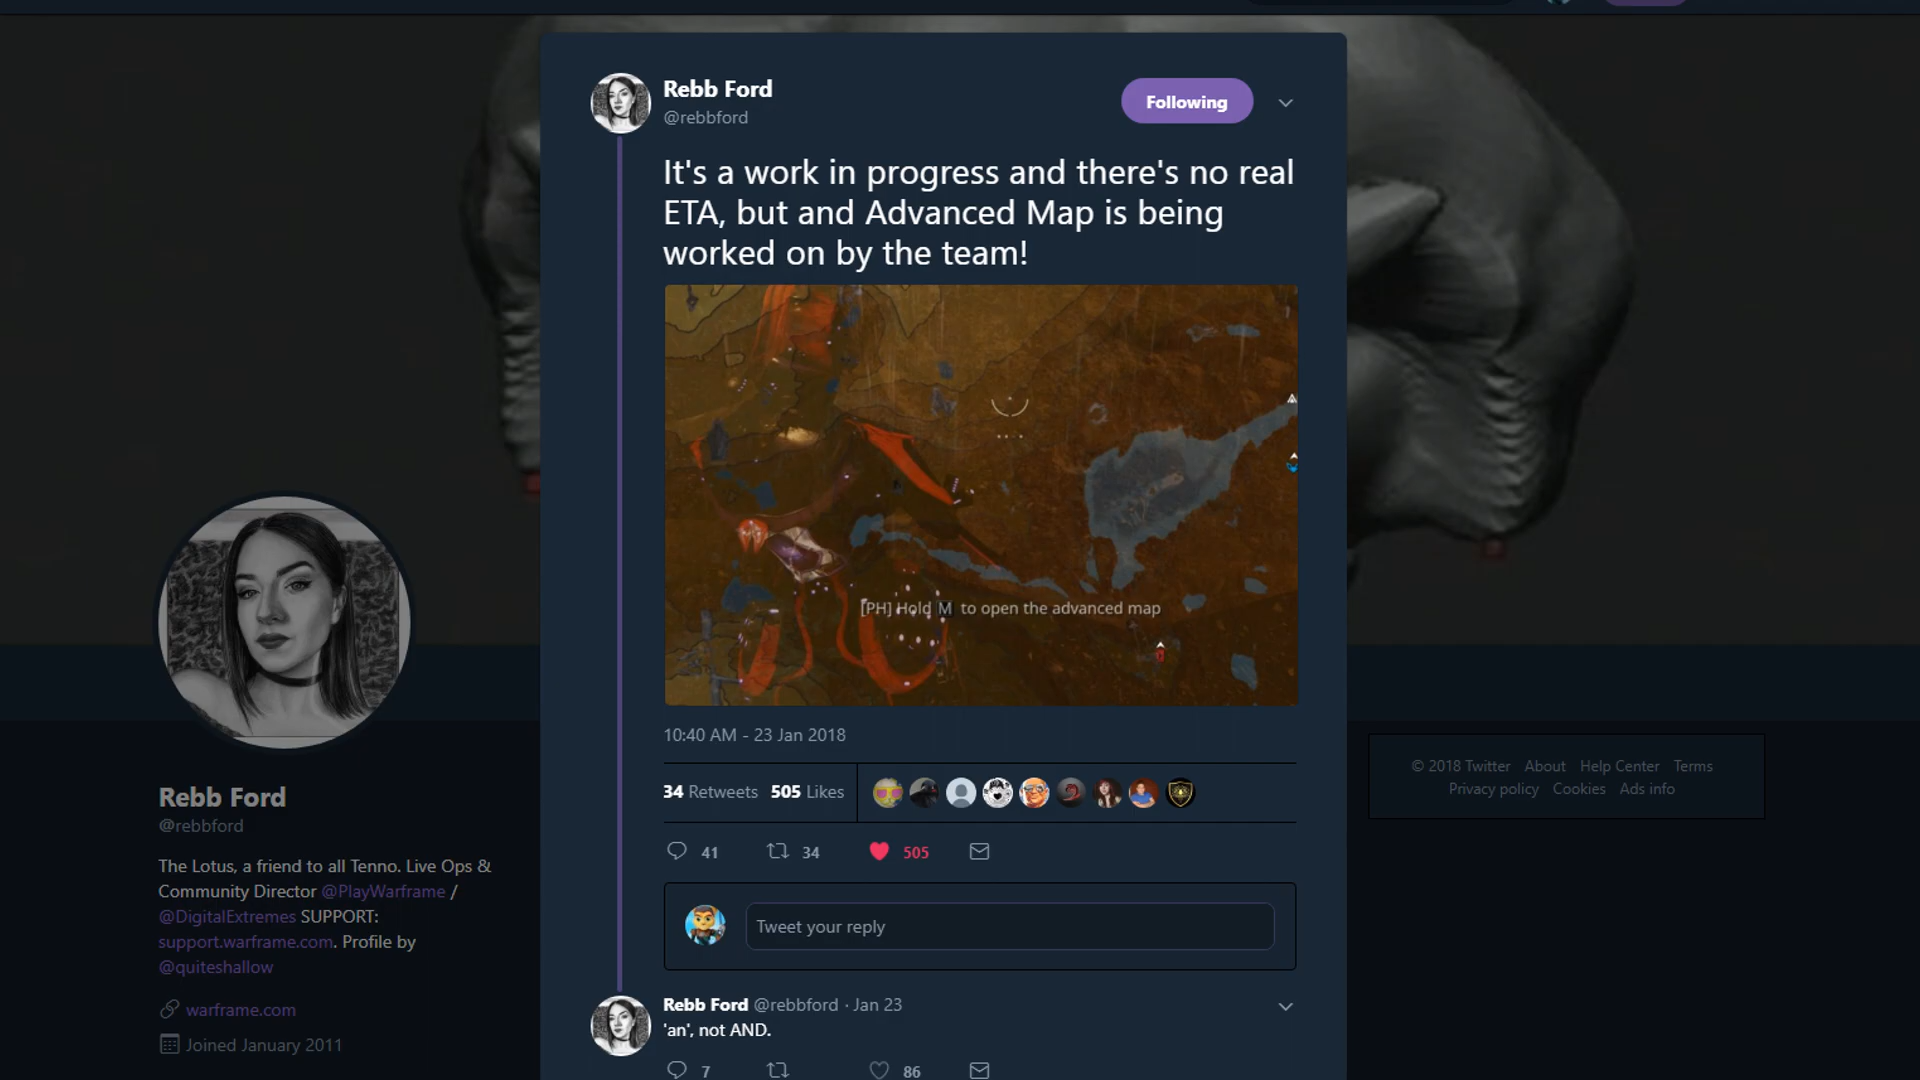 Rebb Ford
@rebbford
Following
It's a work in progress and there's no real
ETA, but and Advanced Map is being
worked on by the team!
[PH] Hold M to open the advanced map
10:40 AM - 23 Jan 2018
34 Retweets 505 Likes
41 34 505
Tweet your reply
Rebb Ford @rebbford · Jan 23
'an', not AND.
7 86
Rebb Ford
@rebbford
The Lotus, a friend to all Tenno. Live Ops &
Community Director @PlayWarframe /
@DigitalExtremes SUPPORT:
support.warframe.com. Profile by
@quiteshallow
warframe.com
Joined January 2011
© 2018 Twitter About Help Center Terms
Privacy policy Cookies Ads info